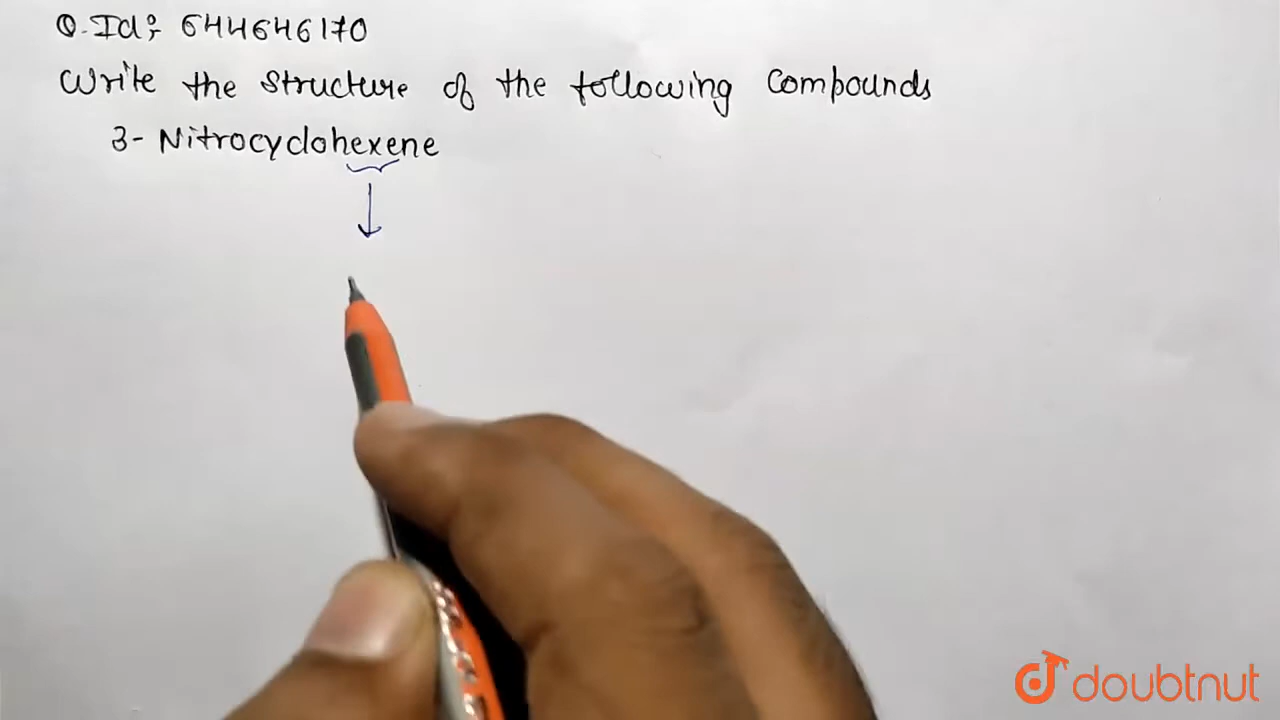 Q. Id:- 644646170
Write the structure of the following compounds
3- Nitrocyclohexene
doubtnut